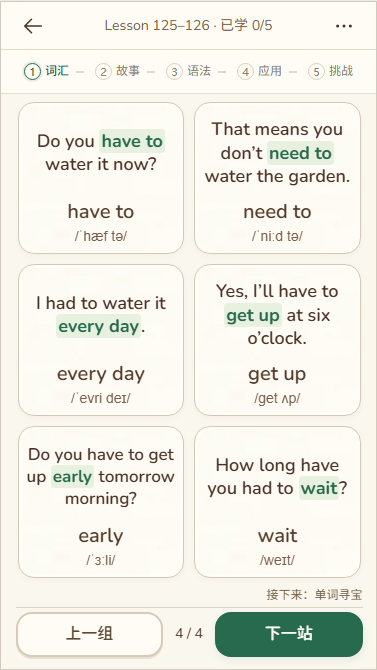 Lesson 125–126 · 已学 0/5
1 词汇 – 2 故事 – 3 语法 – 4 应用 – 5 挑战
Do you have to
water it now?
have to
/ˈhæf tə/
That means you
don’t need to
water the garden.
need to
/ˈniːd tə/
I had to water it
every day.
every day
/ˈevri deɪ/
Yes, I’ll have to
get up at six
o’clock.
get up
/ɡet ʌp/
Do you have to get
up early tomorrow
morning?
early
/ˈɜːli/
How long have
you had to wait?
wait
/weɪt/
接下来：单词寻宝
上一组
4 / 4
下一站